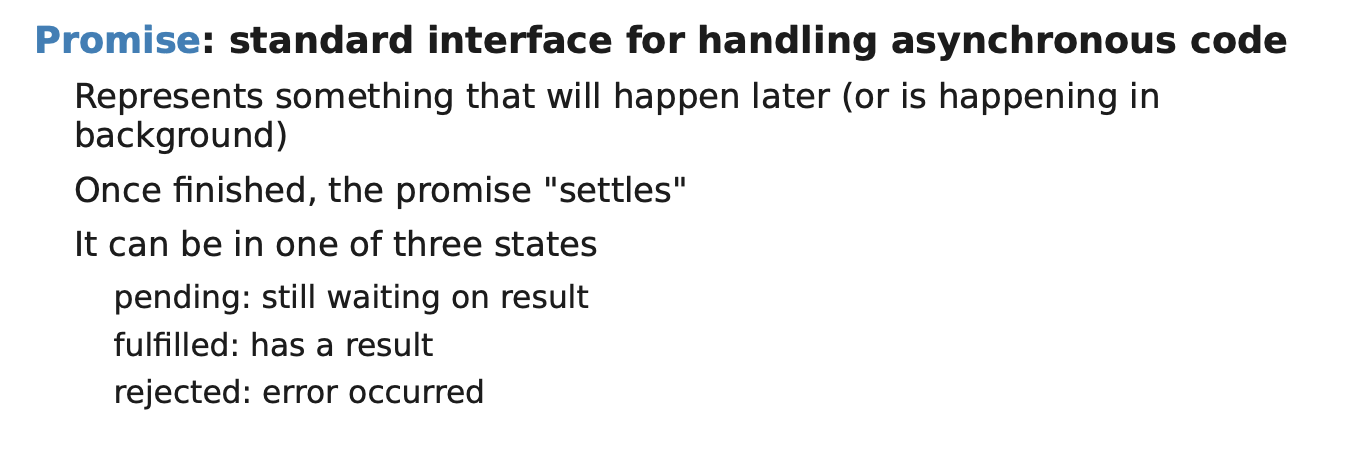 Promise: standard interface for handling asynchronous code
Represents something that will happen later (or is happening in
background)
Once finished, the promise "settles"
It can be in one of three states
pending: still waiting on result
fulfilled: has a result
rejected: error occurred